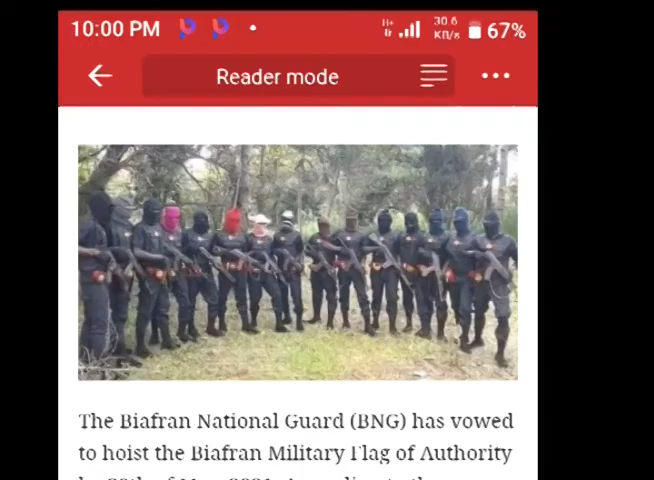 10:00 PM
H+
30.6
KB/s
67%
Reader mode
The Biafran National Guard (BNG) has vowed
to hoist the Biafran Military Flag of Authority